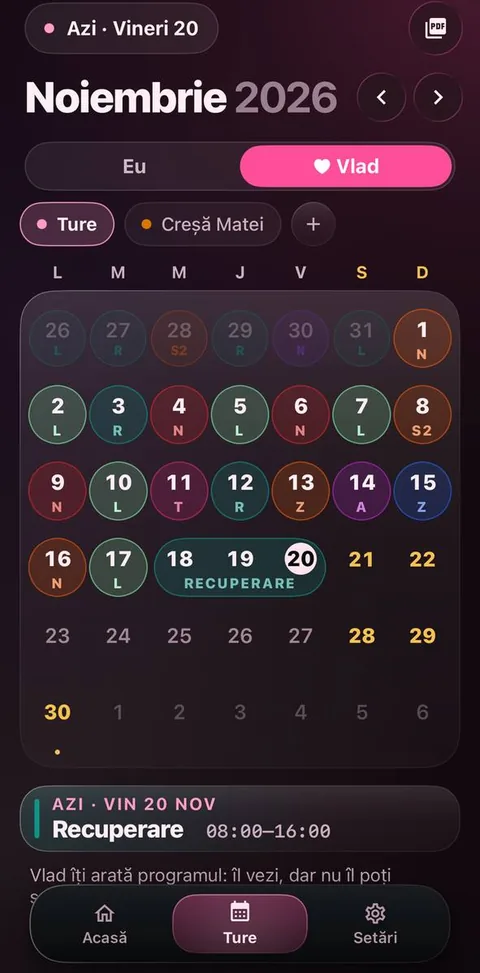 Azi · Vineri 20
PDF
Noiembrie 2026
Eu
Vlad
Ture
Creșă Matei
+
L M M J V S D
26 27 28 29 30 31 1
L R S2 R N L N
2 3 4 5 6 7 8
L R N L N L S2
9 10 11 12 13 14 15
N L T R Z A Z
16 17 18 19 20 21 22
N L RECUPERARE
23 24 25 26 27 28 29
30 1 2 3 4 5 6
AZI · VIN 20 NOV
Recuperare 08:00—16:00
Vlad îți arată programul: îl vezi, dar nu îl poți
Acasă
Ture
Setări